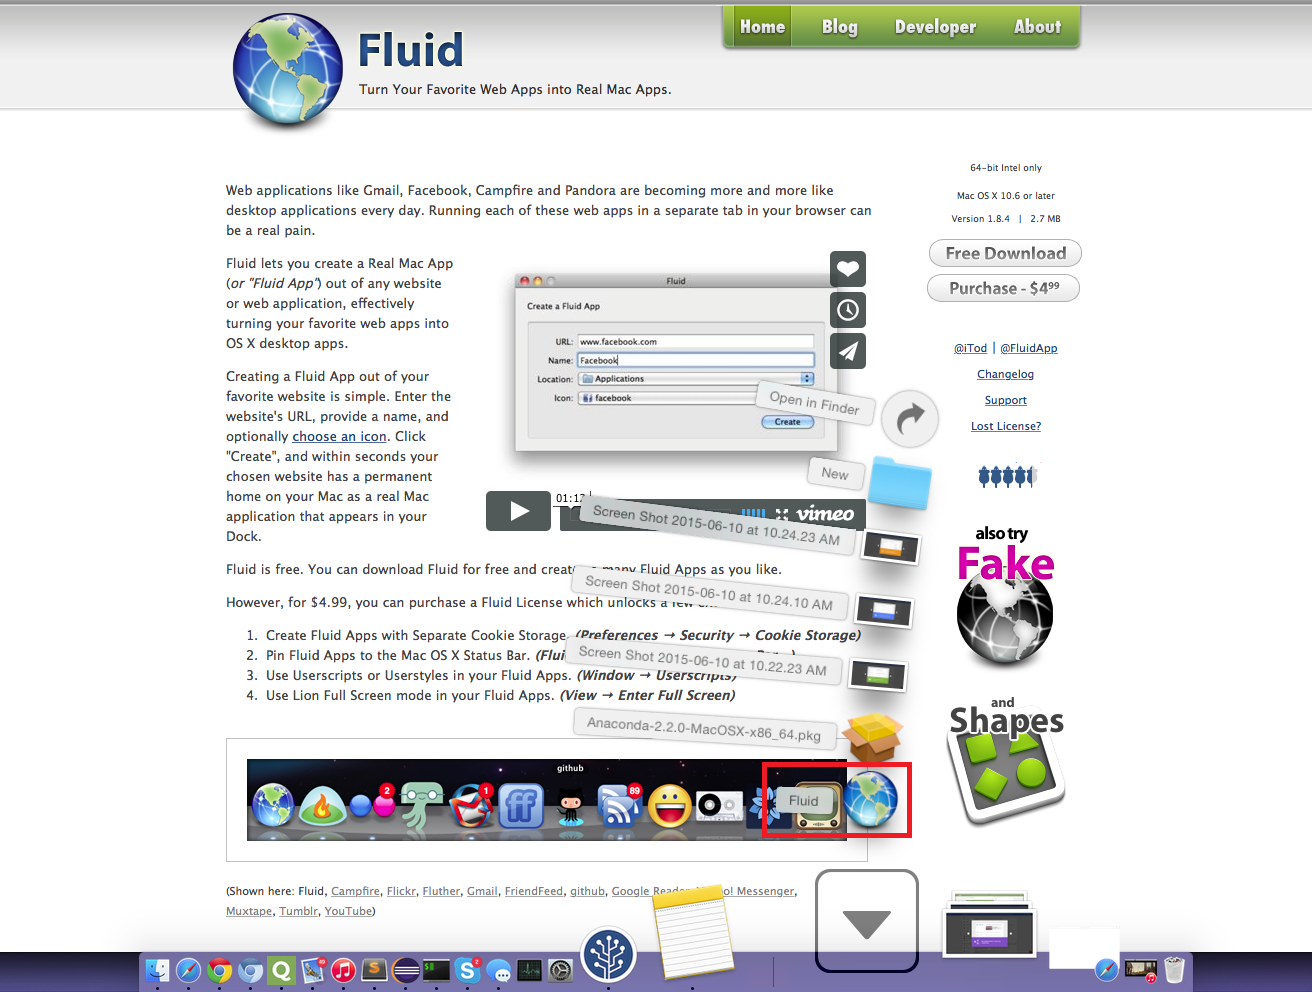 Home Blog Developer About
Fluid
Turn Your Favorite Web Apps into Real Mac Apps.
64-bit Intel only
Mac OS X 10.6 or later
Version 1.8.4 | 2.7 MB
Free Download
Purchase - $4⁹⁹
@iTod | @FluidApp
Changelog
Support
Lost License?
Web applications like Gmail, Facebook, Campfire and Pandora are becoming more and more like
desktop applications every day. Running each of these web apps in a separate tab in your browser can
be a real pain.
Fluid lets you create a Real Mac App
(or "Fluid App") out of any website
or web application, effectively
turning your favorite web apps into
OS X desktop apps.
Creating a Fluid App out of your
favorite website is simple. Enter the
website's URL, provide a name, and
optionally choose an icon. Click
"Create", and within seconds your
chosen website has a permanent
home on your Mac as a real Mac
application that appears in your
Dock.
Fluid
Create a Fluid App
URL: www.facebook.com
Name: Facebook
Location: Applications
Icon: facebook
Create
01:12
vimeo
Open in Finder
New
Screen Shot 2015-06-10 at 10.24.23 AM
Screen Shot 2015-06-10 at 10.24.10 AM
Screen Shot 2015-06-10 at 10.22.23 AM
Anaconda-2.2.0-MacOSX-x86_64.pkg
Fluid
Fluid is free. You can download Fluid for free and create many Fluid Apps as you like.
However, for $4.99, you can purchase a Fluid License which unlocks a few
1. Create Fluid Apps with Separate Cookie Storage. (Preferences → Security → Cookie Storage)
2. Pin Fluid Apps to the Mac OS X Status Bar.
3. Use Userscripts or Userstyles in your Fluid Apps. (Window → Userscripts)
4. Use Lion Full Screen mode in your Fluid Apps. (View → Enter Full Screen)
also try
Fake
and
Shapes
github
2
1
ff
89
(Shown here: Fluid, Campfire, Flickr, Fluther, Gmail, FriendFeed, github, Google Messenger,
Muxtape, Tumblr, YouTube)